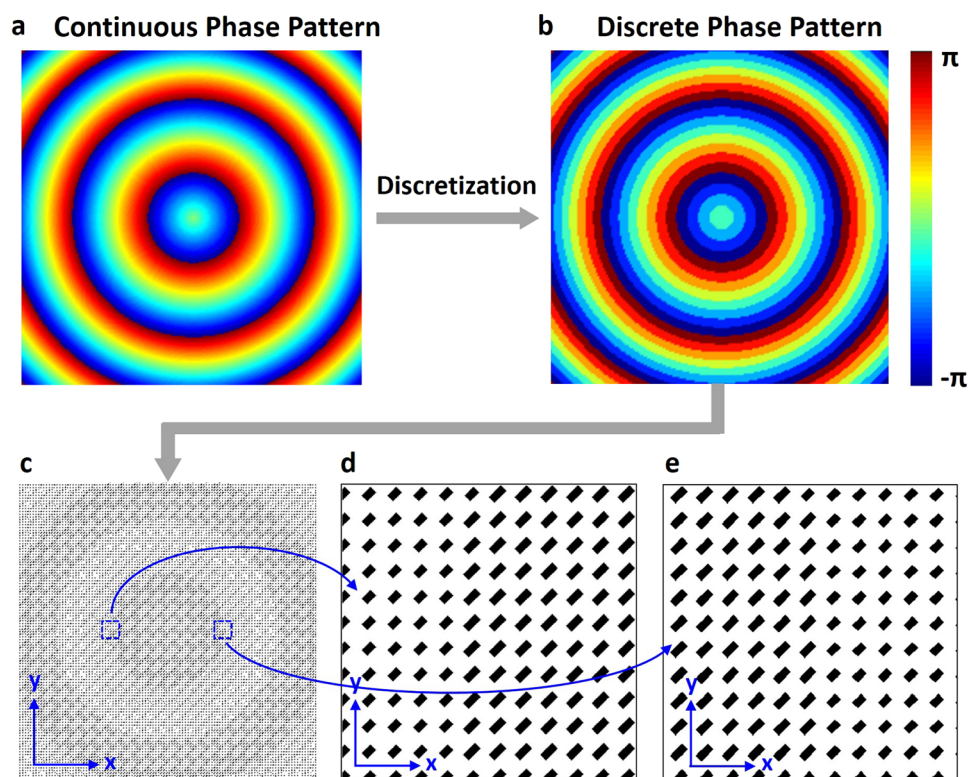 a Continuous Phase Pattern
b Discrete Phase Pattern
π
Discretization
-π
c
d
e
y
x
y
x
y
x